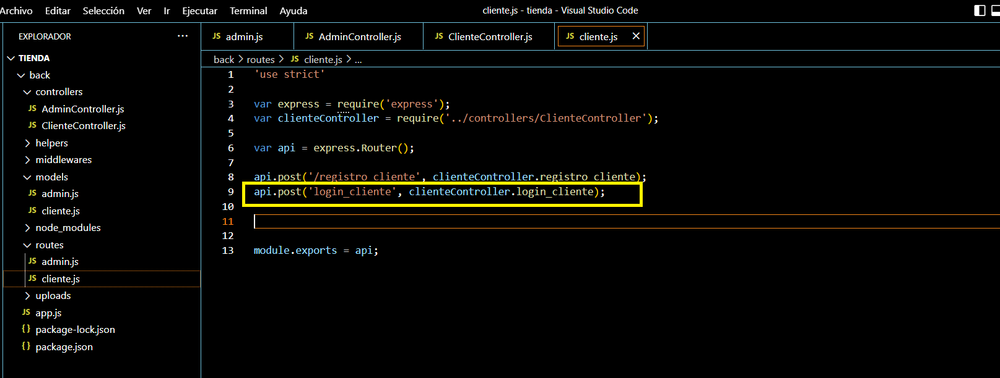 Archivo Editar Selección Ver Ir Ejecutar Terminal Ayuda
cliente.js - tienda - Visual Studio Code
EXPLORADOR ···
TIENDA
back
controllers
JS AdminController.js
JS ClienteController.js
helpers
middlewares
models
JS admin.js
JS cliente.js
node_modules
routes
JS admin.js
JS cliente.js
uploads
JS app.js
{} package-lock.json
{} package.json
JS admin.js JS AdminController.js JS ClienteController.js JS cliente.js
back > routes > JS cliente.js > ...
1 'use strict'
2
3 var express = require('express');
4 var clienteController = require('../controllers/ClienteController');
5
6 var api = express.Router();
7
8 api.post('/registro_cliente', clienteController.registro_cliente);
9 api.post('login_cliente', clienteController.login_cliente);
10
11
12
13 module.exports = api;